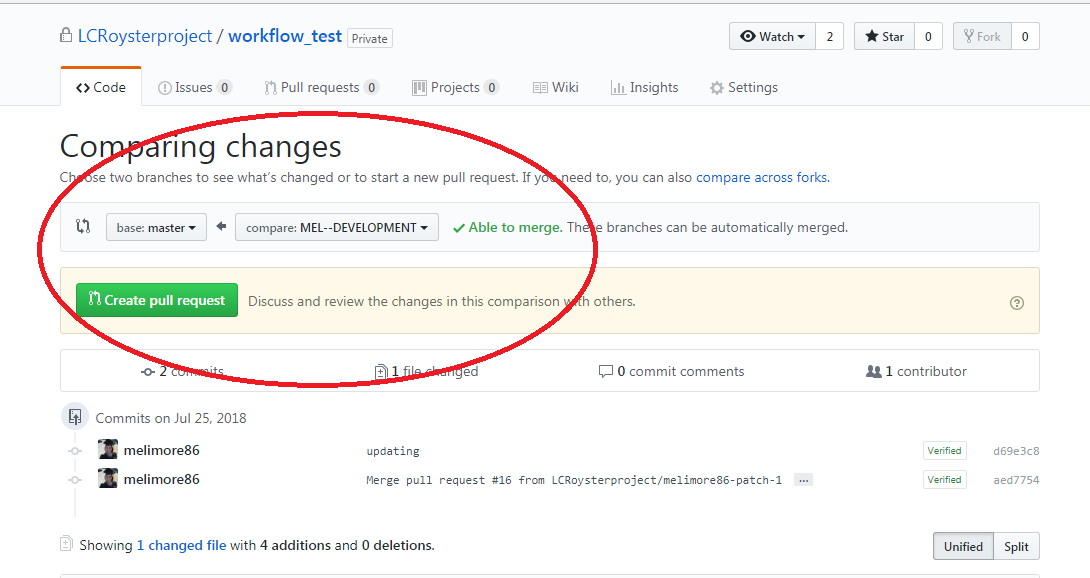 LCRoysterproject / workflow_test Private Watch 2 Star 0 Fork 0
Code Issues 0 Pull requests 0 Projects 0 Wiki Insights Settings
Comparing changes
Choose two branches to see what's changed or to start a new pull request. If you need to, you can also compare across forks.
base: master compare: MEL--DEVELOPMENT Able to merge. These branches can be automatically merged.
Create pull request Discuss and review the changes in this comparison with others.
2 commits 1 file changed 0 commit comments 1 contributor
Commits on Jul 25, 2018
melimore86 updating Verified d69e3c8
melimore86 Merge pull request #16 from LCRoysterproject/melimore86-patch-1 … Verified aed7754
Showing 1 changed file with 4 additions and 0 deletions. Unified Split